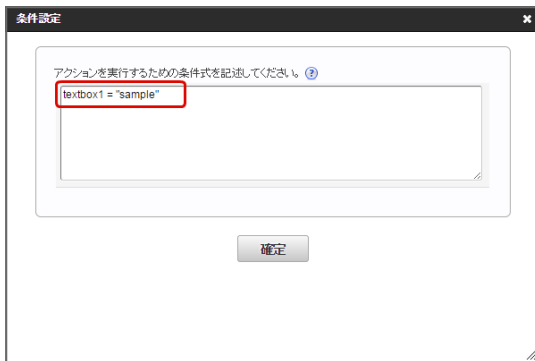 条件設定
アクションを実行するための条件式を記述してください。
textbox1 = "sample"
確定